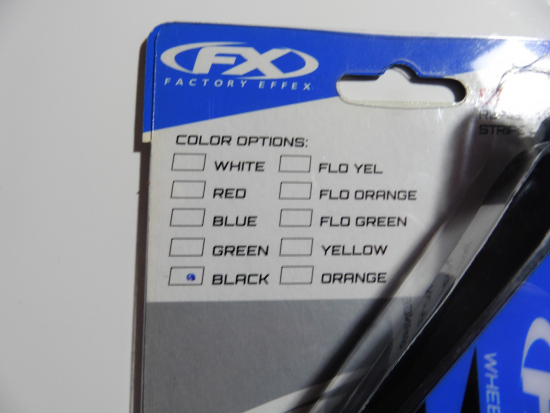 FX
FACTORY EFFEX
COLOR OPTIONS:
WHITE FLO YEL
RED FLO ORANGE
BLUE FLO GREEN
GREEN YELLOW
BLACK ORANGE